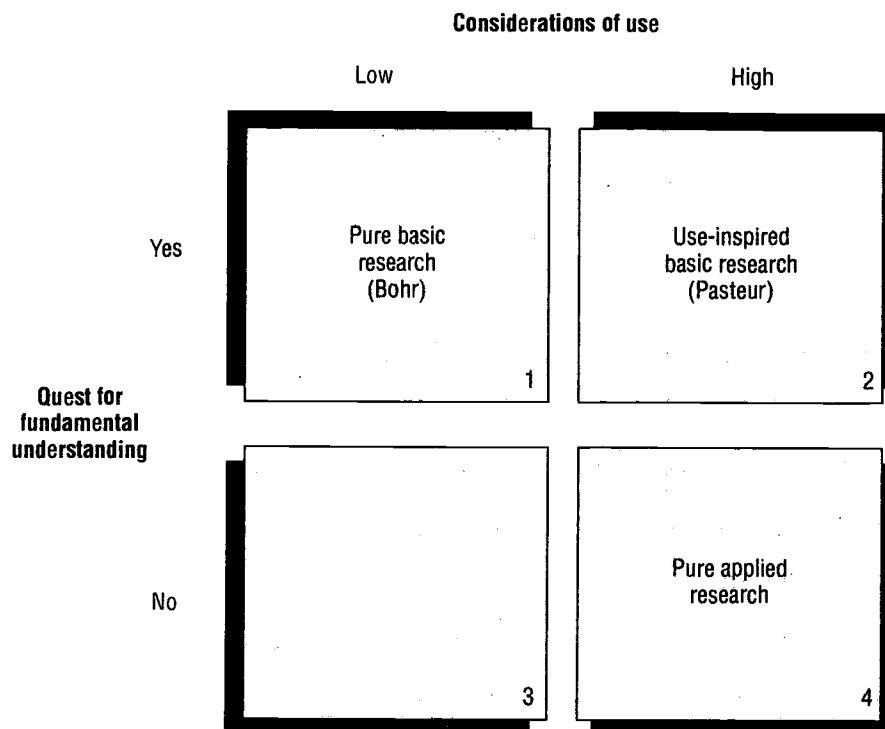 Considerations of use
Low
High
Yes
Pure basic
research
(Bohr)
1
Use-inspired
basic research
(Pasteur)
2
Quest for
fundamental
understanding
No
3
Pure applied
research
4